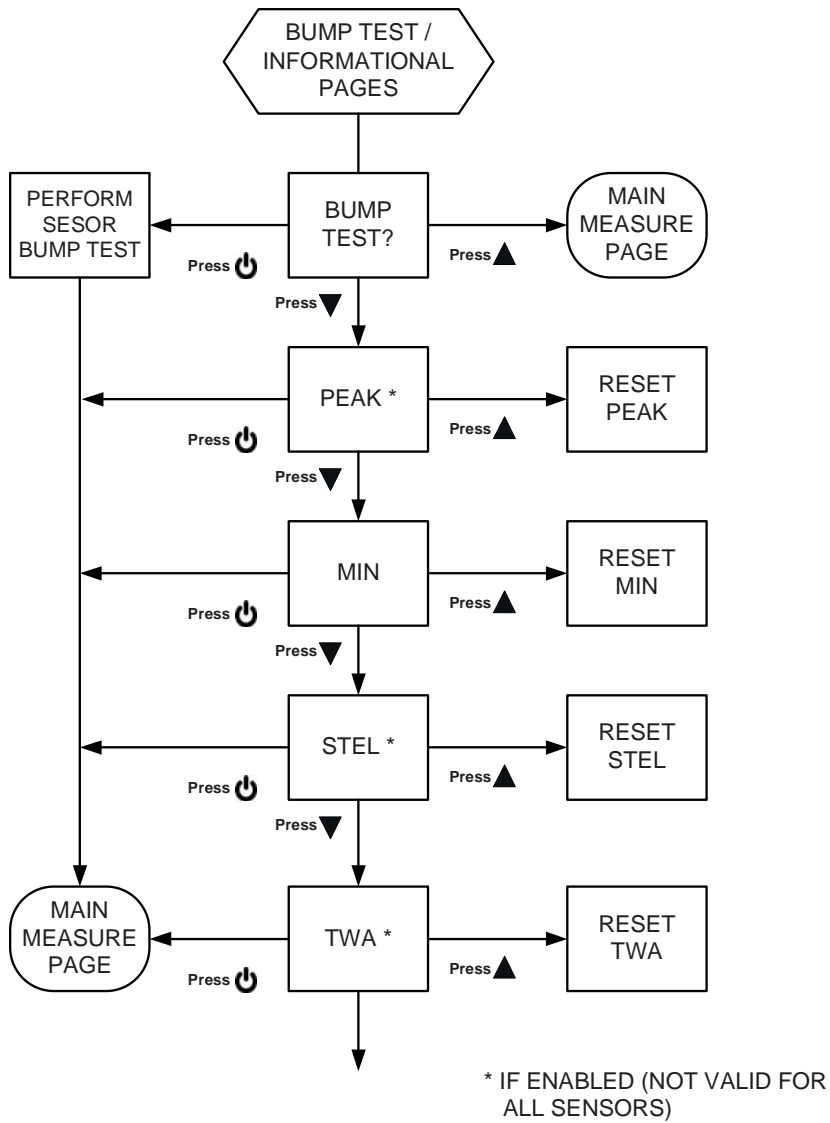 BUMP TEST /
INFORMATIONAL
PAGES
PERFORM
SESOR
BUMP TEST
BUMP
TEST?
MAIN
MEASURE
PAGE
Press
Press
Press
PEAK *
RESET
PEAK
Press
Press
Press
MIN
RESET
MIN
Press
Press
Press
STEL *
RESET
STEL
Press
Press
Press
MAIN
MEASURE
PAGE
TWA *
RESET
TWA
Press
Press
* IF ENABLED (NOT VALID FOR
ALL SENSORS)